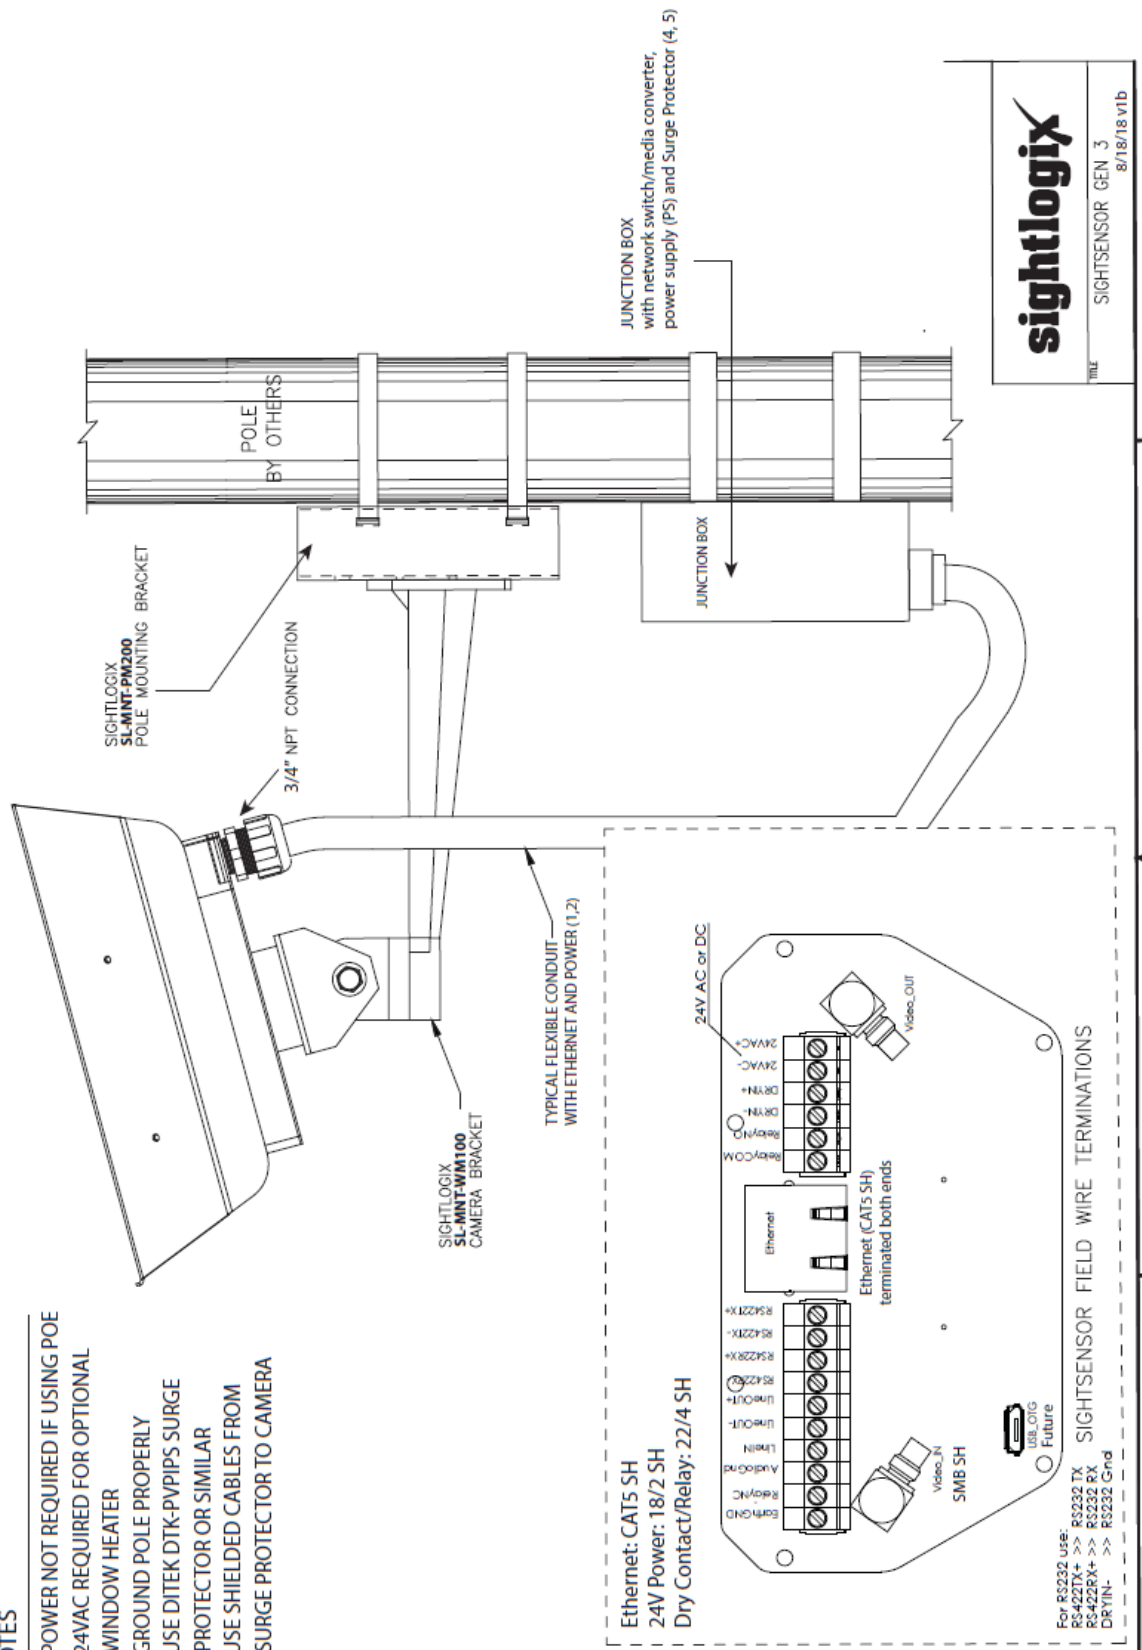 SIGHTLOGIX
SL-MNT-PM200
POLE MOUNTING BRACKET
3/4" NPT CONNECTION
POLE
BY OTHERS
JUNCTION BOX
with network switch/media converter,
power supply (PS) and Surge Protector (4, 5)
JUNCTION BOX
TYPICAL FLEXIBLE CONDUIT
WITH ETHERNET AND POWER (1,2)
SIGHTLOGIX
SL-MNT-WM100
CAMERA BRACKET
POWER NOT REQUIRED IF USING POE
24VAC REQUIRED FOR OPTIONAL
WINDOW HEATER
GROUND POLE PROPERLY
USE DITEK DTK-PVPIPS SURGE
PROTECTOR OR SIMILAR
USE SHIELDED CABLES FROM
SURGE PROTECTOR TO CAMERA
Ethernet: CAT5 SH
24V Power: 18/2 SH
Dry Contact/Relay: 22/4 SH
24V AC or DC
EarthGND
RelayNC
AudioGnd
LineIN
LineOUT-
LineOUT+
RS422RX-
RS422RX+
RS422TX-
RS422TX+
Ethernet
RelayCOM
RelayNO
DRYIN-
DRYIN+
24VAC-
24VAC+
Video_OUT
Ethernet (CAT5 SH)
terminated both ends
Video_IN
SMB SH
USB_OTG
Future
For RS232 use:
RS422TX+ >> RS232 TX
RS422RX+ >> RS232 RX
DRYIN- >> RS232 Gnd
SIGHTSENSOR FIELD WIRE TERMINATIONS
sightlogix
TITLE
SIGHTSENSOR GEN 3
8/18/18 v1b